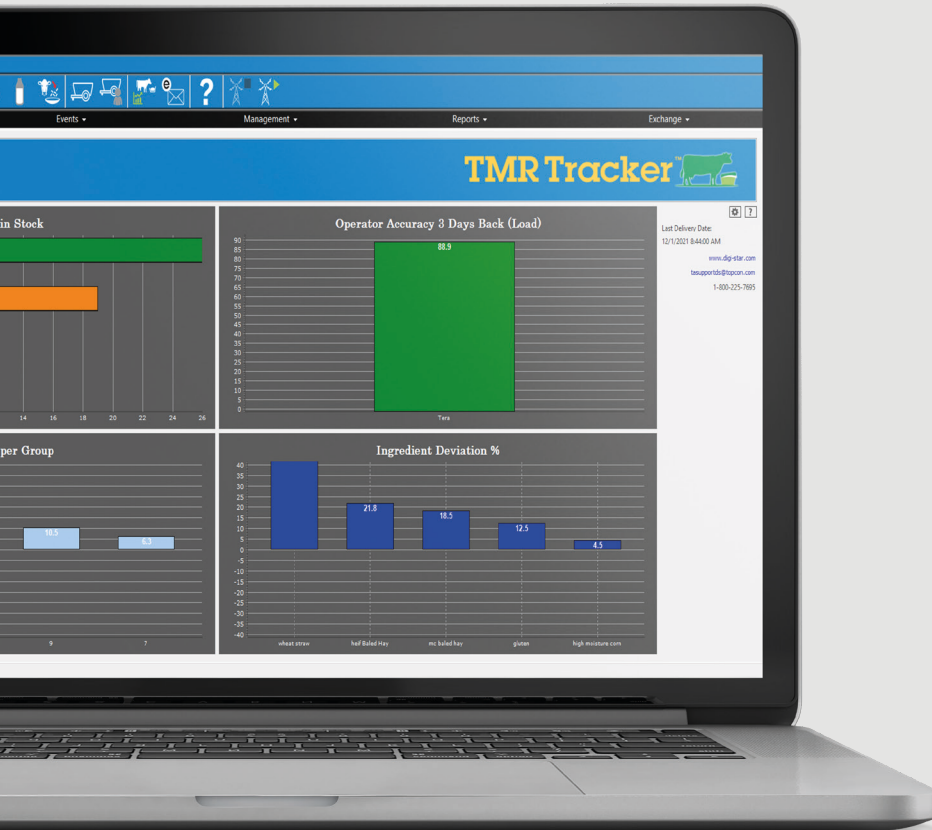 Events
Management
Reports
Exchange
TMR Tracker™
in Stock
14 16 18 20 22 24 26
Operator Accuracy 3 Days Back (Load)
90
85
80
75
70
65
60
55
50
45
40
35
30
25
20
15
10
5
0
88.9
Tera
Last Delivery Date:
12/1/2021 8:44:00 AM
www.digi-star.com
tasupportds@topcon.com
1-800-225-7695
per Group
10.5
6.3
9 7
Ingredient Deviation %
40
35
30
25
20
15
10
5
0
-5
-10
-15
-20
-25
-30
-35
-40
21.8
18.5
12.5
4.5
wheat straw heif Baled Hay mc baled hay gluten high moisture corn